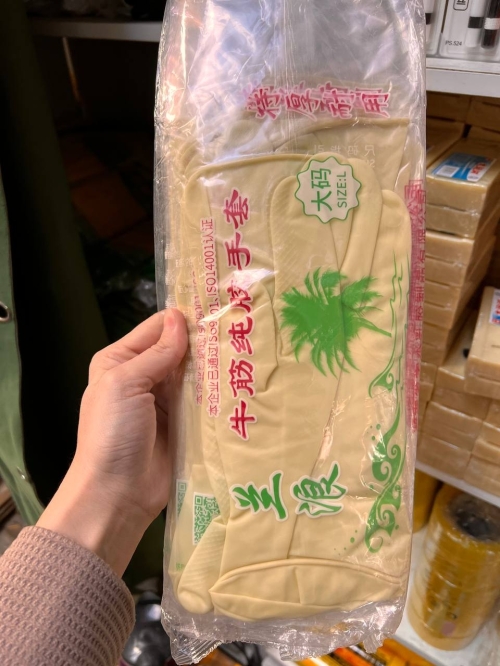 特厚耐用
大码
SIZE:L
牛筋纯胶手套
本企业已通过ISO9001.ISO14001认证
兰浪
PS-324